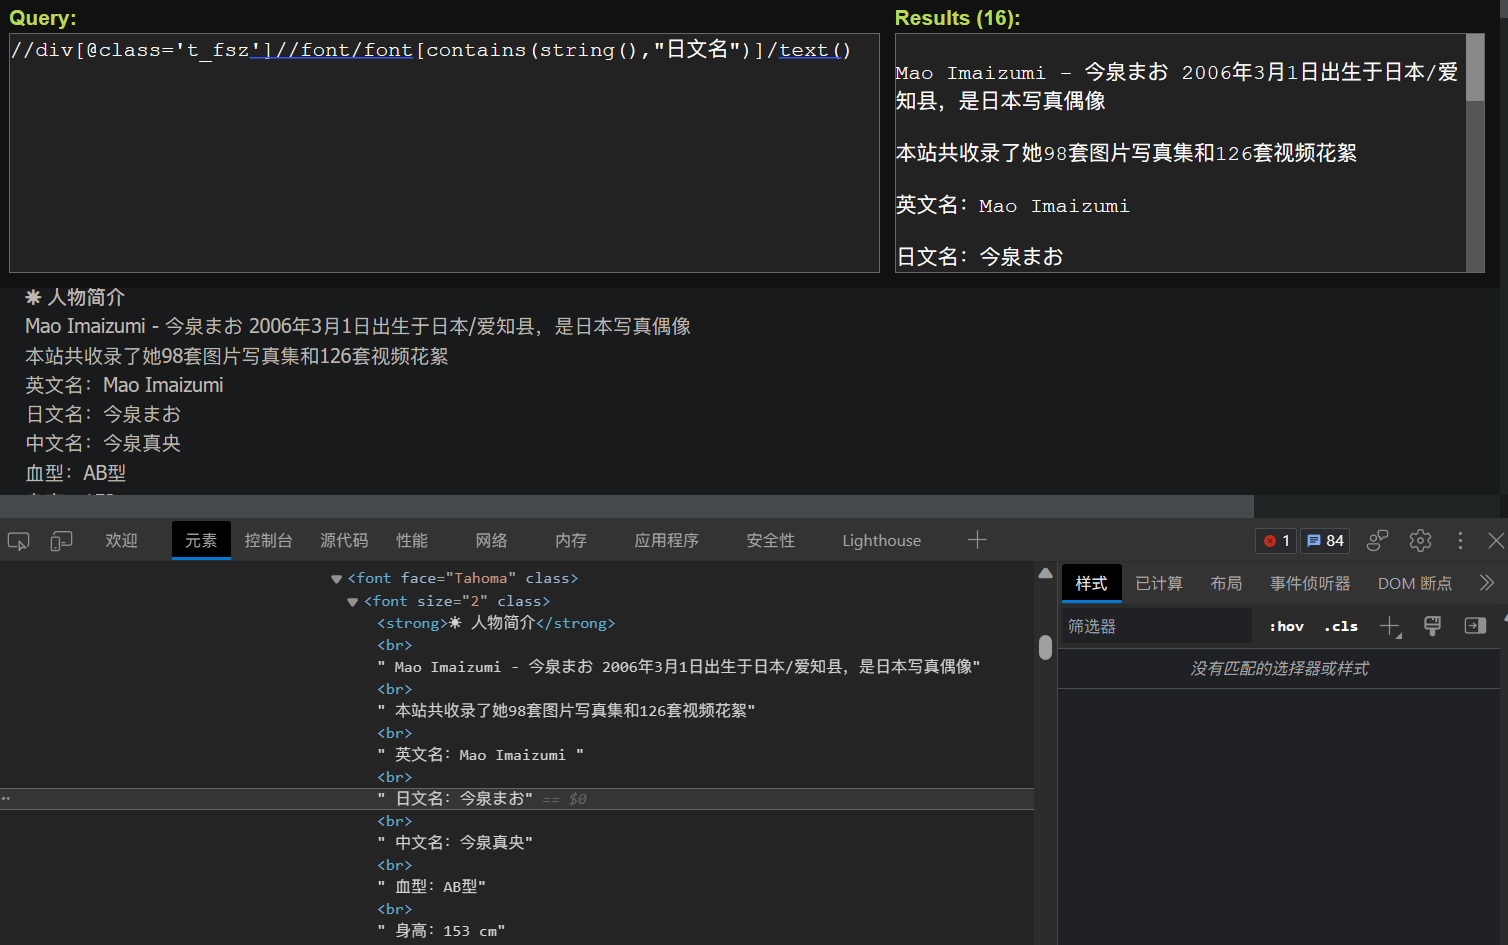 Query:
//div[@class='t_fsz']//font/font[contains(string(),"日文名")]/text()
Results (16):
Mao Imaizumi – 今泉まお 2006年3月1日出生于日本/爱
知县，是日本写真偶像
本站共收录了她98套图片写真集和126套视频花絮
英文名：Mao Imaizumi
日文名：今泉まお
☀ 人物简介
Mao Imaizumi - 今泉まお 2006年3月1日出生于日本/爱知县，是日本写真偶像
本站共收录了她98套图片写真集和126套视频花絮
英文名：Mao Imaizumi
日文名：今泉まお
中文名：今泉真央
血型：AB型
欢迎 元素 控制台 源代码 性能 网络 内存 应用程序 安全性 Lighthouse
1 84
<font face="Tahoma" class>
<font size="2" class>
<strong>☀ 人物简介</strong>
<br>
" Mao Imaizumi - 今泉まお 2006年3月1日出生于日本/爱知县，是日本写真偶像"
<br>
" 本站共收录了她98套图片写真集和126套视频花絮"
<br>
" 英文名：Mao Imaizumi "
<br>
" 日文名：今泉まお" == $0
<br>
" 中文名：今泉真央"
<br>
" 血型：AB型"
<br>
" 身高：153 cm"
样式 已计算 布局 事件侦听器 DOM 断点
筛选器 :hov .cls
没有匹配的选择器或样式